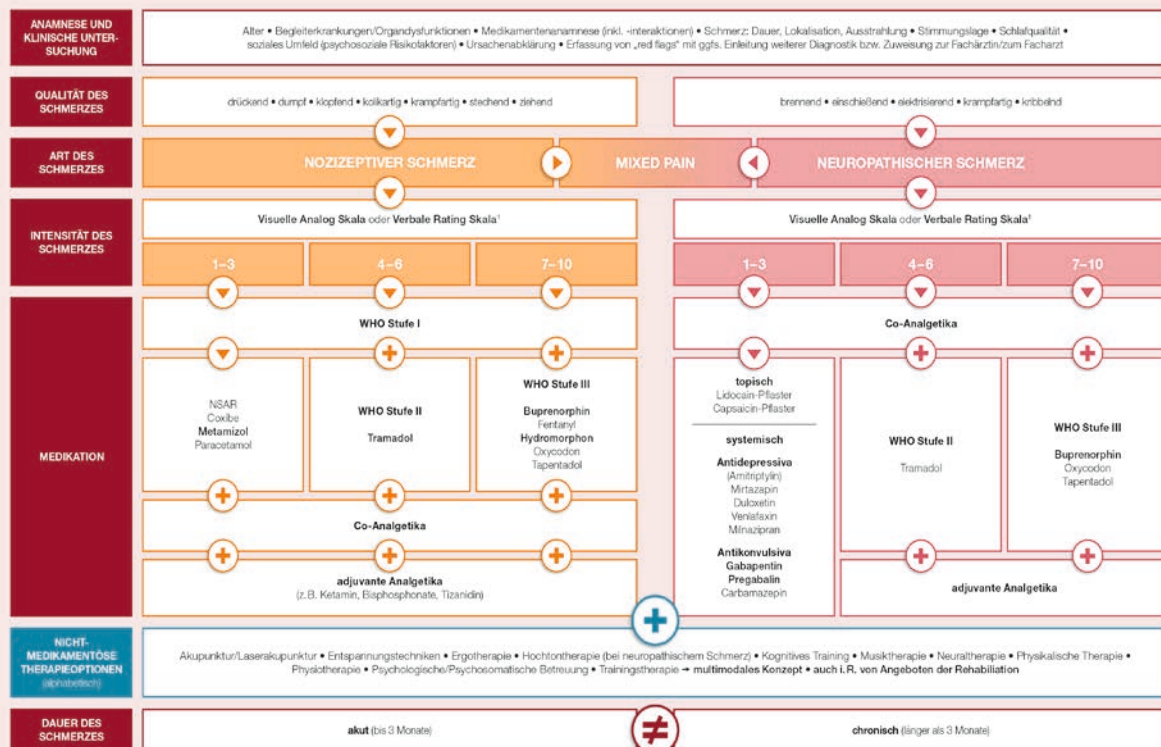 ANAMNESE UND
KLINISCHE UNTER-
SUCHUNG
Alter • Begleiterkrankungen/Organdysfunktionen • Medikamentenanamnese (inkl. -interaktionen) • Schmerz: Dauer, Lokalisation, Ausstrahlung • Stimmungslage • Schlafqualität •
soziales Umfeld (psychosoziale Risikofaktoren) • Ursachenabklärung • Erfassung von „red flags“ mit ggfs. Einleitung weiterer Diagnostik bzw. Zuweisung zur Fachärztin/zum Facharzt
QUALITÄT DES
SCHMERZES
drückend • dumpf • klopfend • kolikartig • krampfartig • stechend • ziehend
brennend • einschießend • elektrisierend • krampfartig • kribbelnd
ART DES
SCHMERZES
NOZIZEPTIVER SCHMERZ
MIXED PAIN
NEUROPATHISCHER SCHMERZ
INTENSITÄT DES
SCHMERZES
Visuelle Analog Skala oder Verbale Rating Skala¹
Visuelle Analog Skala oder Verbale Rating Skala¹
1–3
4–6
7–10
1–3
4–6
7–10
MEDIKATION
WHO Stufe I
NSAR
Coxibe
Metamizol
Paracetamol
WHO Stufe II
Tramadol
WHO Stufe III
Buprenorphin
Fentanyl
Hydromorphon
Oxycodon
Tapentadol
Co-Analgetika
adjuvante Analgetika
(z.B. Ketamin, Bisphosphonate, Tizanidin)
Co-Analgetika
topisch
Lidocain-Pflaster
Capsaicin-Pflaster
systemisch
Antidepressiva
(Amitriptylin)
Mirtazapin
Duloxetin
Venlafaxin
Milnazipran
Antikonvulsiva
Gabapentin
Pregabalin
Carbamazepin
WHO Stufe II
Tramadol
WHO Stufe III
Buprenorphin
Oxycodon
Tapentadol
adjuvante Analgetika
NICHT-
MEDIKAMENTÖSE
THERAPIEOPTIONEN
(alphabetisch)
Akupunktur/Laserakupunktur • Entspannungstechniken • Ergotherapie • Hochtontherapie (bei neuropathischem Schmerz) • Kognitives Training • Musiktherapie • Neuraltherapie • Physikalische Therapie •
Physiotherapie • Psychologische/Psychosomatische Betreuung • Trainingstherapie → multimodales Konzept • auch i.R. von Angeboten der Rehabiliation
DAUER DES
SCHMERZES
akut (bis 3 Monate)
≠
chronisch (länger als 3 Monate)